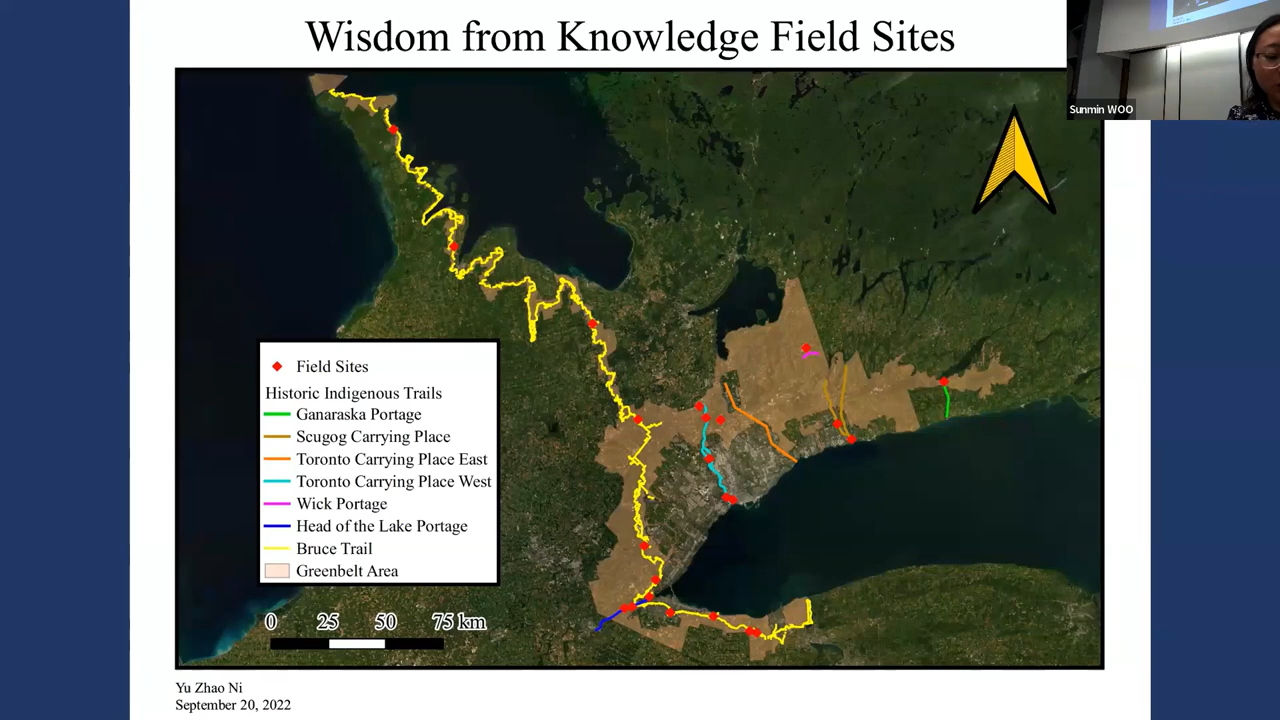 Wisdom from Knowledge Field Sites
Sunmin WOO
Field Sites
Historic Indigenous Trails
Ganaraska Portage
Scugog Carrying Place
Toronto Carrying Place East
Toronto Carrying Place West
Wick Portage
Head of the Lake Portage
Bruce Trail
Greenbelt Area
0 25 50 75 km
Yu Zhao Ni
September 20, 2022